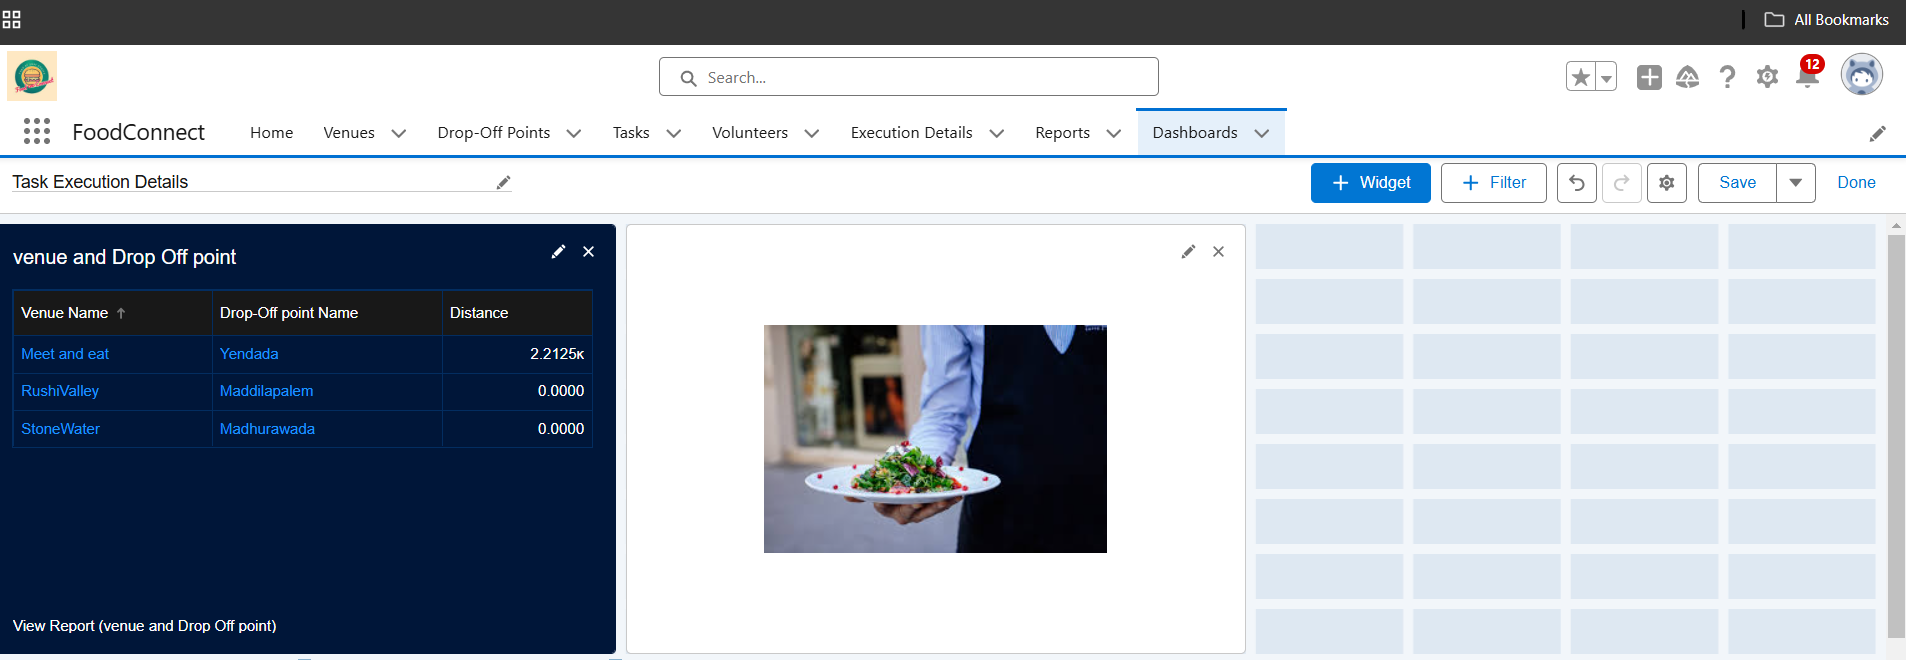 All Bookmarks
Search...
12
FoodConnect Home Venues Drop-Off Points Tasks Volunteers Execution Details Reports Dashboards
Task Execution Details
+ Widget + Filter Save Done
venue and Drop Off point
Venue Name ↑ Drop-Off point Name Distance
Meet and eat Yendada 2.2125ĸ
RushiValley Maddilapalem 0.0000
StoneWater Madhurawada 0.0000
View Report (venue and Drop Off point)